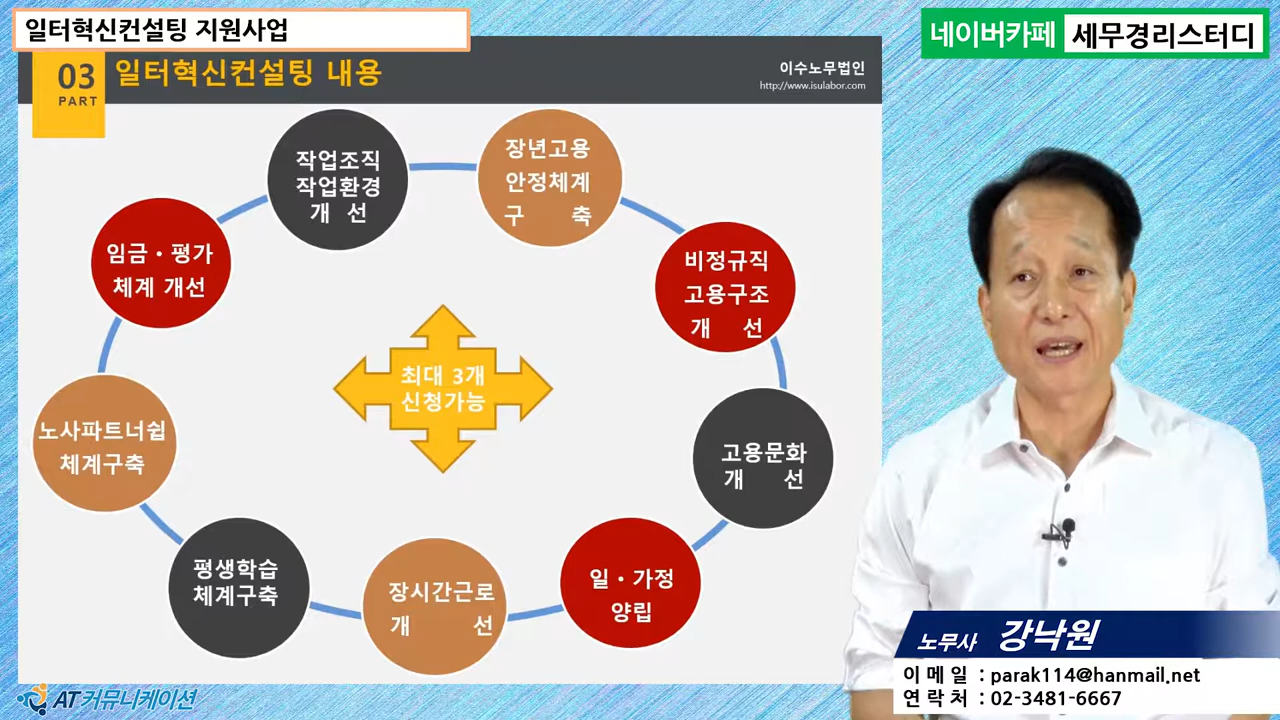 일터혁신컨설팅 지원사업
네이버카페 세무경리스터디
03
PART
일터혁신컨설팅 내용
이수노무법인
http://www.isulabor.com
작업조직
작업환경
개 선
장년고용
안정체계
구 축
임금·평가
체계 개선
비정규직
고용구조
개 선
최대 3개
신청가능
노사파트너쉽
체계구축
고용문화
개 선
평생학습
체계구축
장시간근로
개 선
일·가정
양립
노무사 강낙원
이 메 일 : parak114@hanmail.net
연 락 처 : 02-3481-6667
AT커뮤니케이션